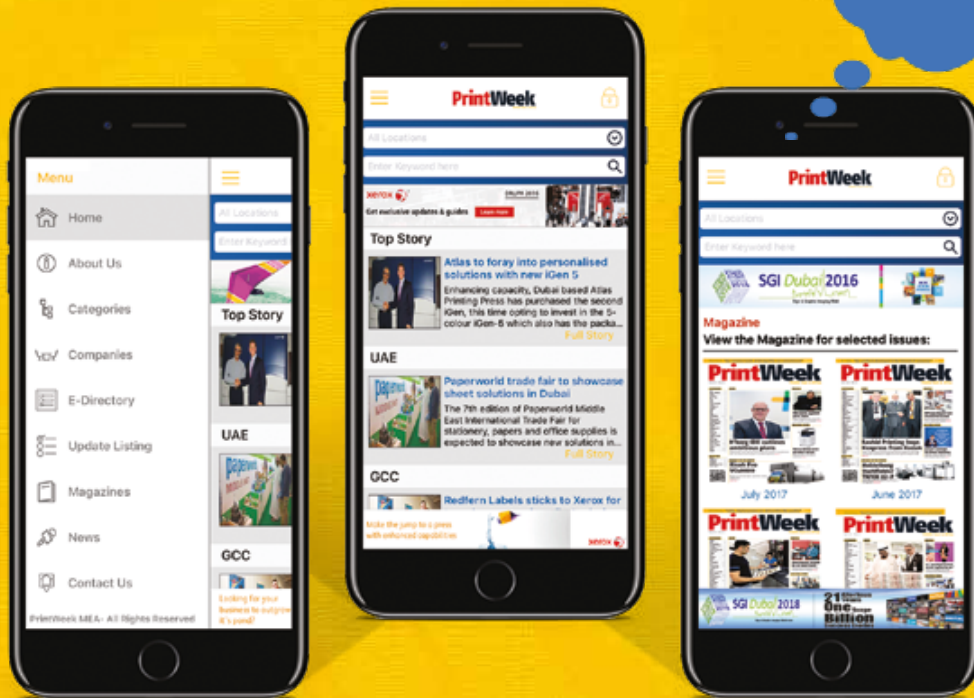 Menu
Home
About Us
Categories
Companies
E-Directory
Update Listing
Magazines
News
Contact Us
PrintWeek MEA- All Rights Reserved
All Locations
Enter Keyword
Top Story
UAE
GCC
Looking for your
business to outgrow
it's pond?
PrintWeek
All Locations
Enter Keyword here
xerox
Get exclusive updates & guides
Learn more
Top Story
Atlas to foray into personalised
solutions with new iGen 5
Enhancing capacity, Dubai based Atlas
Printing Press has purchased the second
iGen, this time opting to invest in the 5-
colour iGen-5 which also has the packa...
Full Story
UAE
Paperworld trade fair to showcase
sheet solutions in Dubai
The 7th edition of Paperworld Middle
East International Trade Fair for
stationery, papers and office supplies is
expected to showcase new solutions in...
Full Story
GCC
Redfern Labels sticks to Xerox for
Make the jump to a press
with enhanced capabilities
xerox
PrintWeek
All Locations
Enter Keyword here
SGI Dubai 2016
Magazine
View the Magazine for selected issues:
PrintWeek
PrintWeek
July 2017
June 2017
PrintWeek
PrintWeek
SGI Dubai 2018
21
One
Billion